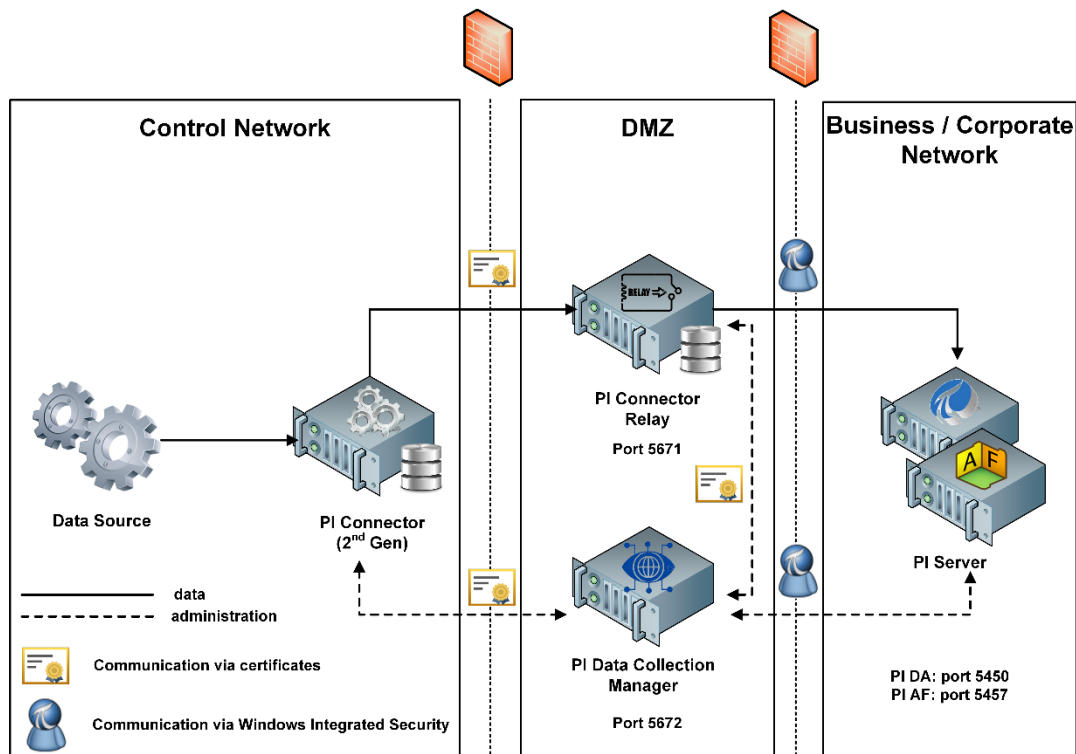 Control Network
DMZ
Business / Corporate
Network
RELAY
PI Connector
Relay
Port 5671
Data Source
PI Connector
(2nd Gen)
A F
PI Server
data
administration
PI Data Collection
Manager
Port 5672
PI DA: port 5450
PI AF: port 5457
Communication via certificates
Communication via Windows Integrated Security